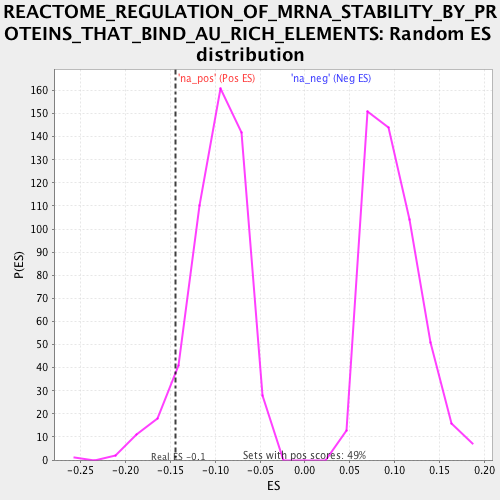 REACTOME_REGULATION_OF_MRNA_STABILITY_BY_PR
OTEINS_THAT_BIND_AU_RICH_ELEMENTS: Random ES
distribution
'na_pos' (Pos ES) 'na_neg' (Neg ES)
160
150
140
130
120
110
100
90
80
70
60
50
40
30
20
10
0
P(ES)
Real ES -0.1 Sets with pos scores: 49%
-0.25 -0.20 -0.15 -0.10 -0.05 0.00 0.05 0.10 0.15 0.20
ES